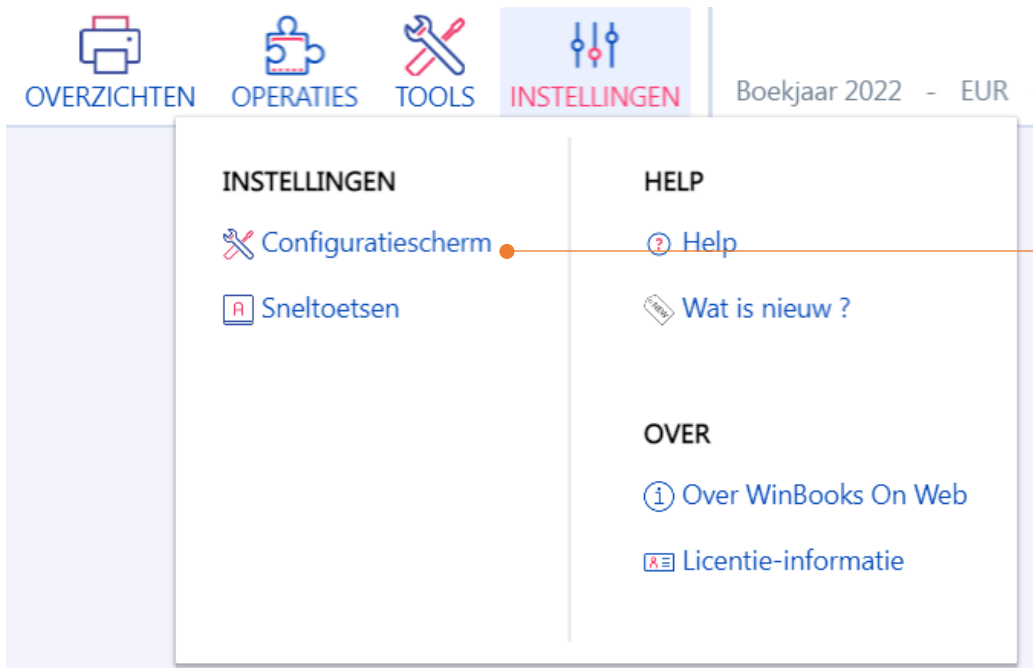 OVERZICHTEN OPERATIES TOOLS INSTELLINGEN Boekjaar 2022 - EUR
INSTELLINGEN
Configuratiescherm
A Sneltoetsen
HELP
? Help
NEW Wat is nieuw ?
OVER
i Over WinBooks On Web
Licentie-informatie